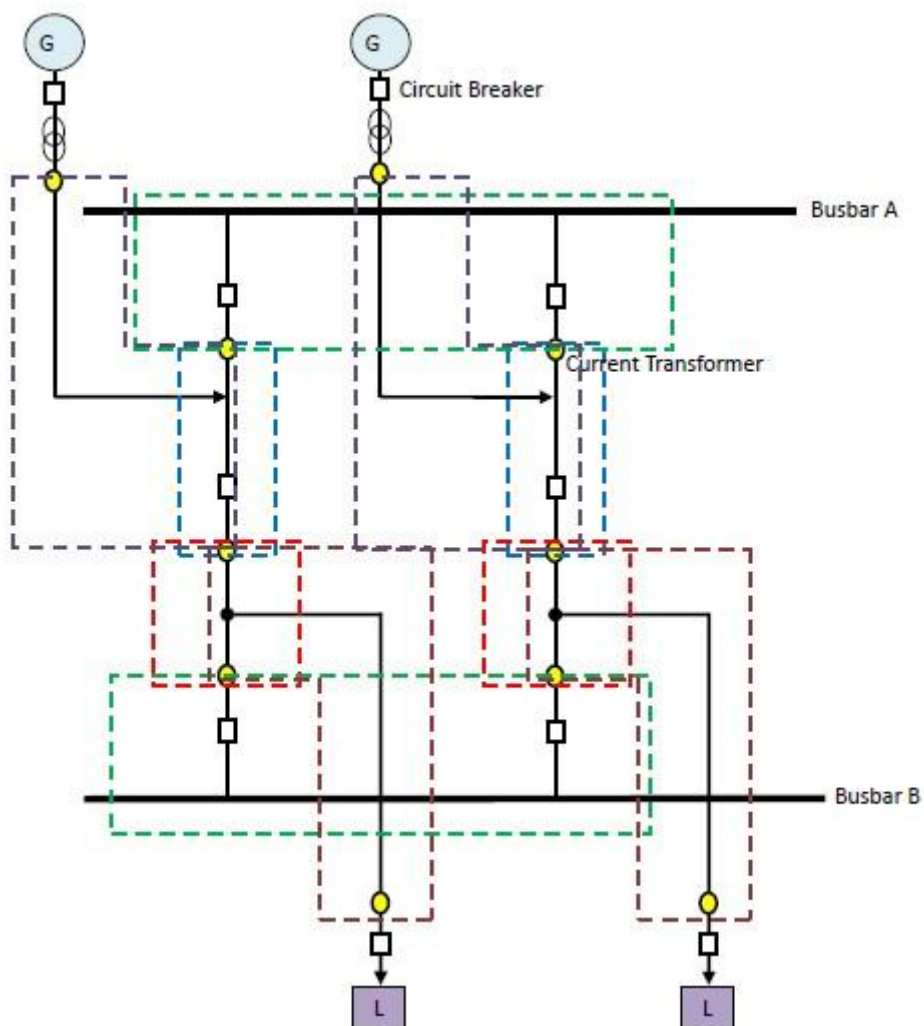 G
G
Circuit Breaker
Busbar A
Current Transformer
Busbar B
L
L